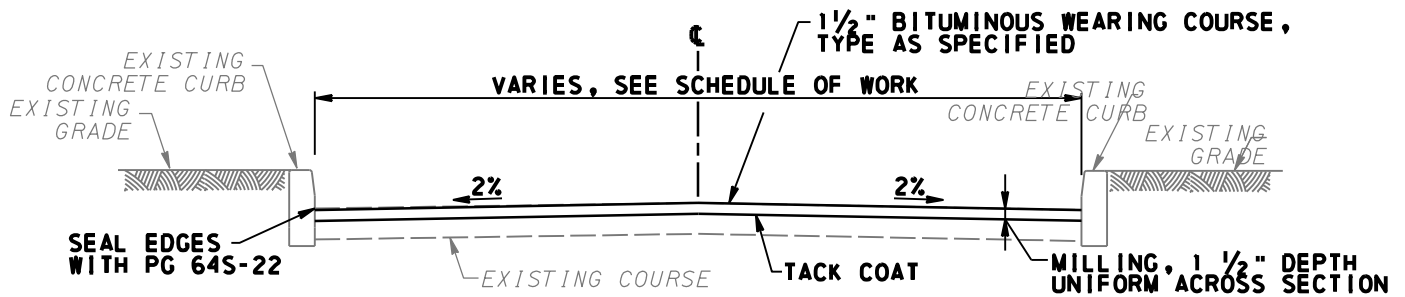 1½" BITUMINOUS WEARING COURSE,
TYPE AS SPECIFIED
℄
EXISTING
CONCRETE CURB
VARIES, SEE SCHEDULE OF WORK
EXISTING
CONCRETE CURB
EXISTING
GRADE
EXISTING
GRADE
2%
2%
SEAL EDGES
WITH PG 64S-22
EXISTING COURSE
TACK COAT
MILLING, 1 ½" DEPTH
UNIFORM ACROSS SECTION